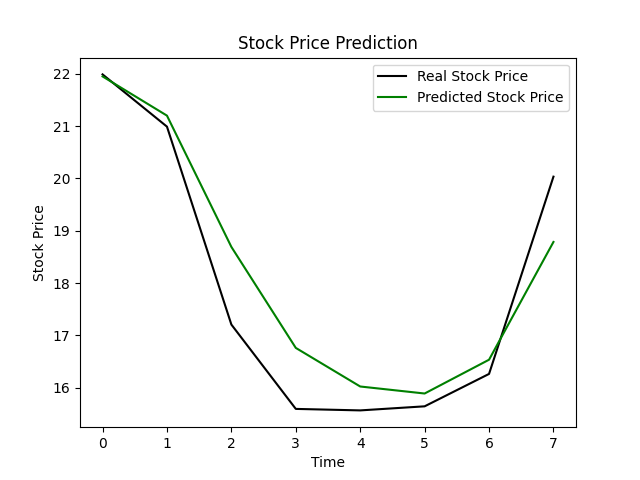 Stock Price Prediction
Real Stock Price
Predicted Stock Price
Stock Price
22
21
20
19
18
17
16
0 1 2 3 4 5 6 7
Time